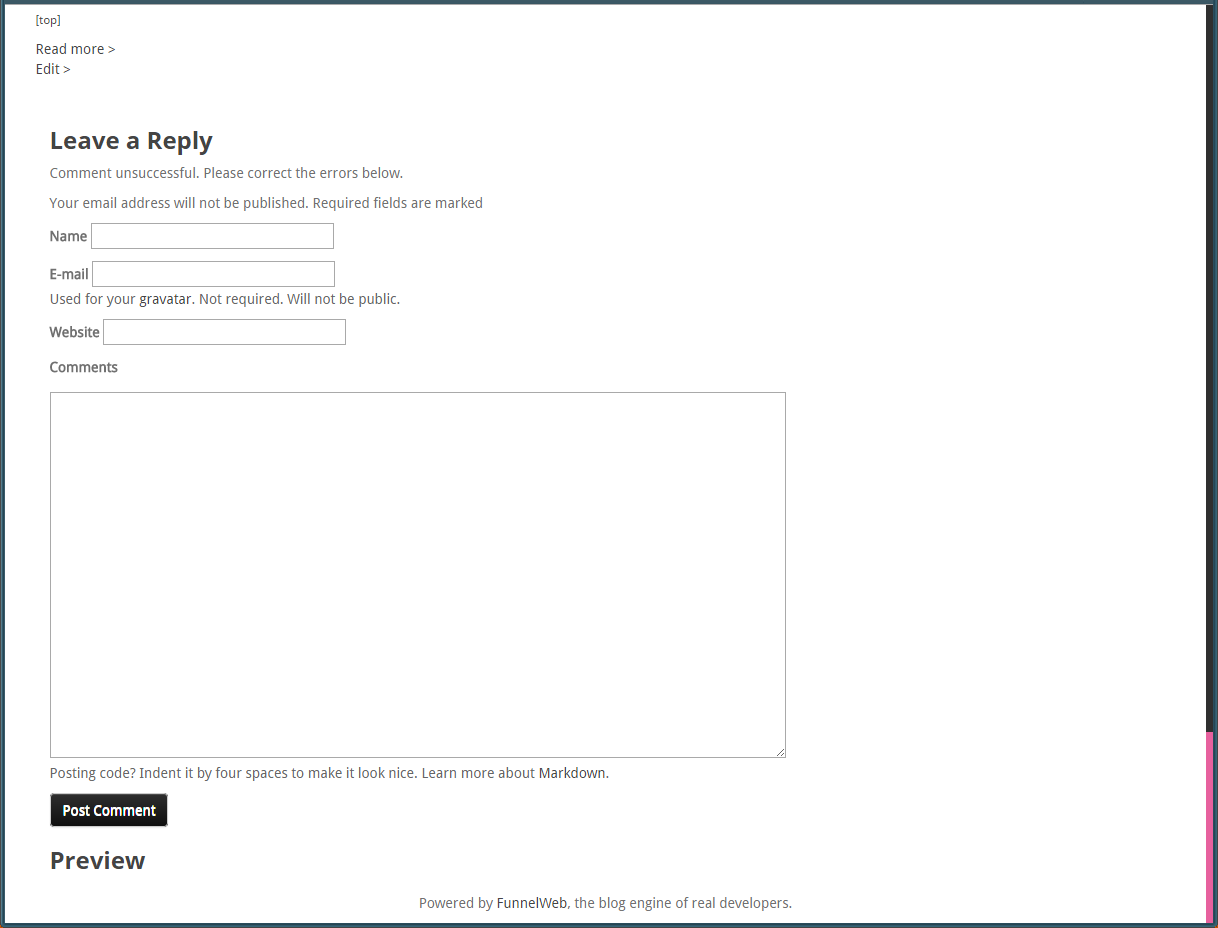 [top]
Read more >
Edit >
Leave a Reply
Comment unsuccessful. Please correct the errors below.
Your email address will not be published. Required fields are marked
Name
E-mail
Used for your gravatar. Not required. Will not be public.
Website
Comments
Posting code? Indent it by four spaces to make it look nice. Learn more about Markdown.
Post Comment
Preview
Powered by FunnelWeb, the blog engine of real developers.